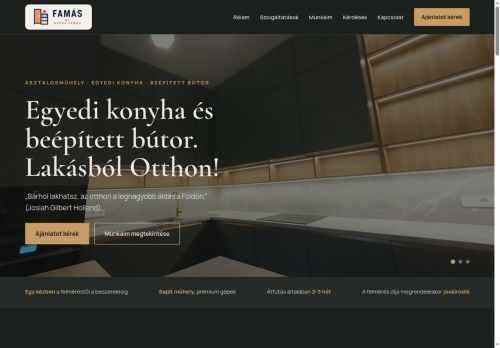 FAMÁS
BY
Rólam
Szolgáltatások
Munkáim
Kérdések
Kapcsolat
Ajánlatot kérek
ASZTALOSMŰHELY · EGYEDI KONYHA · BEÉPÍTETT BÚTOR
Egyedi konyha és
beépített bútor.
Lakásból Otthon!
„Bárhol lakhatsz, az otthon a legnagyobb áldás a Földön.”
(Josiah Gilbert Holland)
Ajánlatot kérek
Munkáim megtekintése
Egy kézben a felméréstől a beszerelésig
Saját műhely, prémium gépek
Átfutás általában 2–3 hét
A felmérés díja megrendeléskor jóváíródik